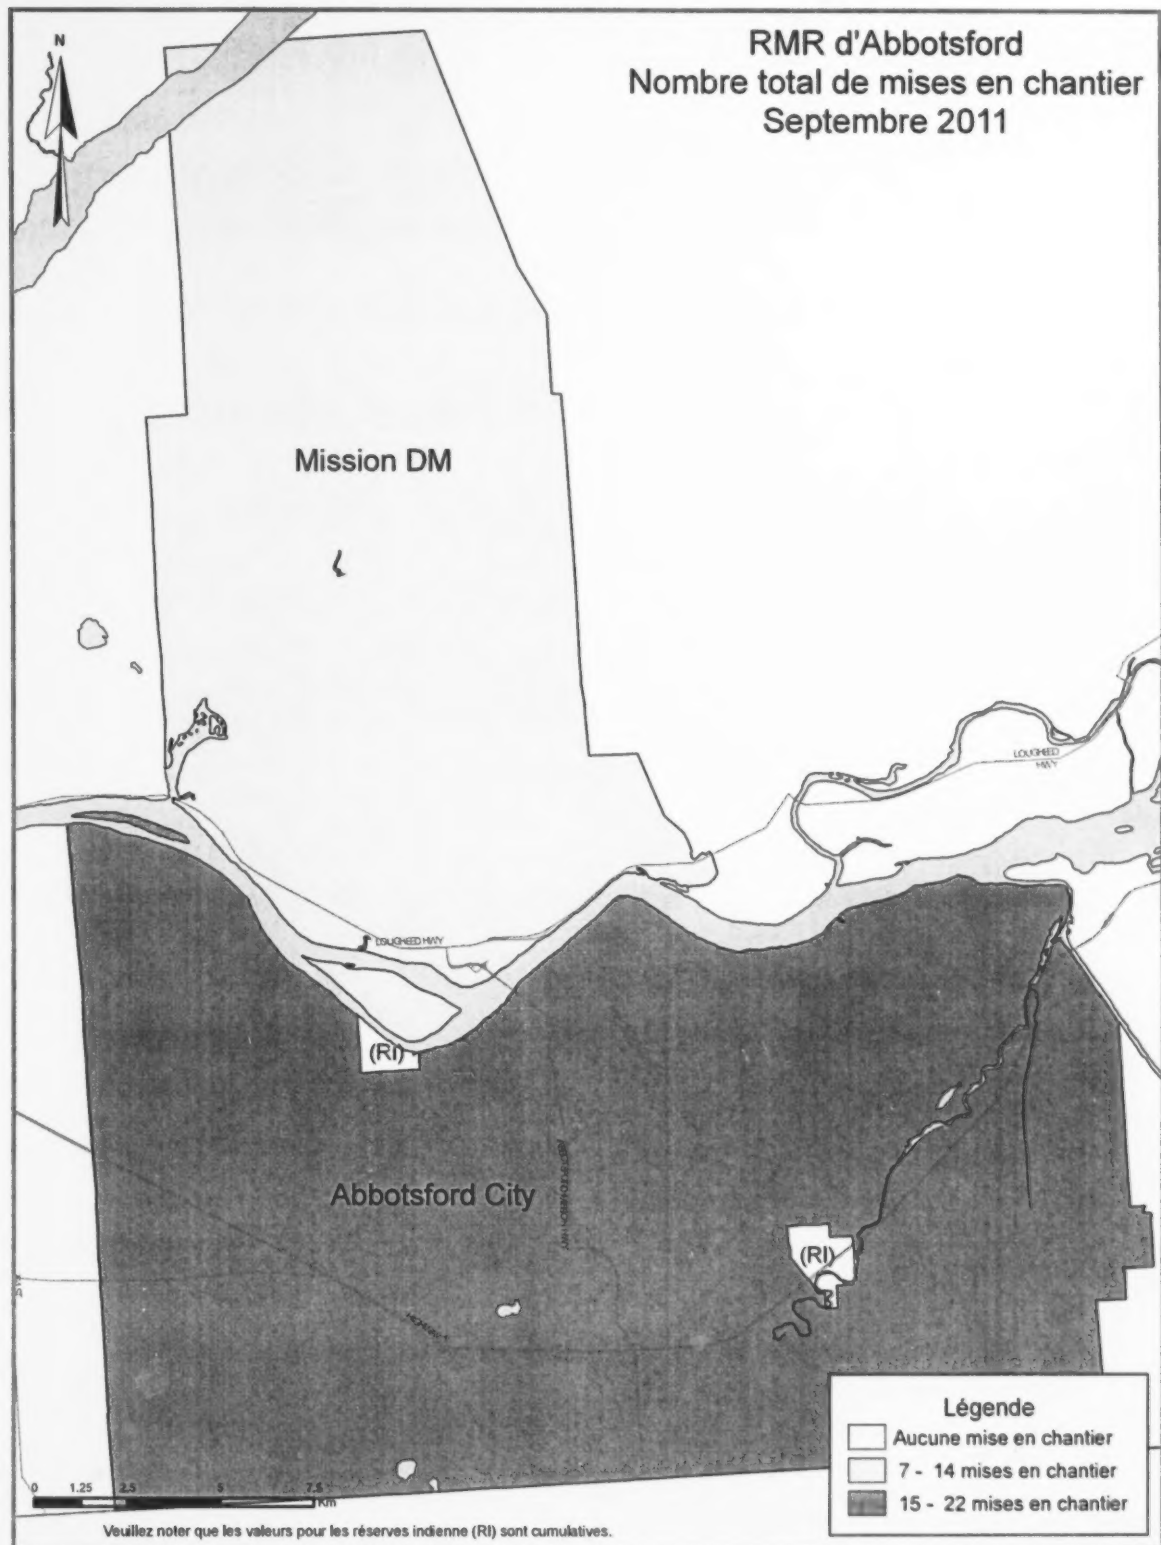 N
RMR d'Abbotsford
Nombre total de mises en chantier
Septembre 2011
Mission DM
LOUGHEED
HWY
LOUGHEED HWY
(RI)
Abbotsford City
(RI)
Légende
Aucune mise en chantier
7 - 14 mises en chantier
15 - 22 mises en chantier
0 1.25 2.5 5 7.5
Km
Veuillez noter que les valeurs pour les réserves indienne (RI) sont cumulatives.